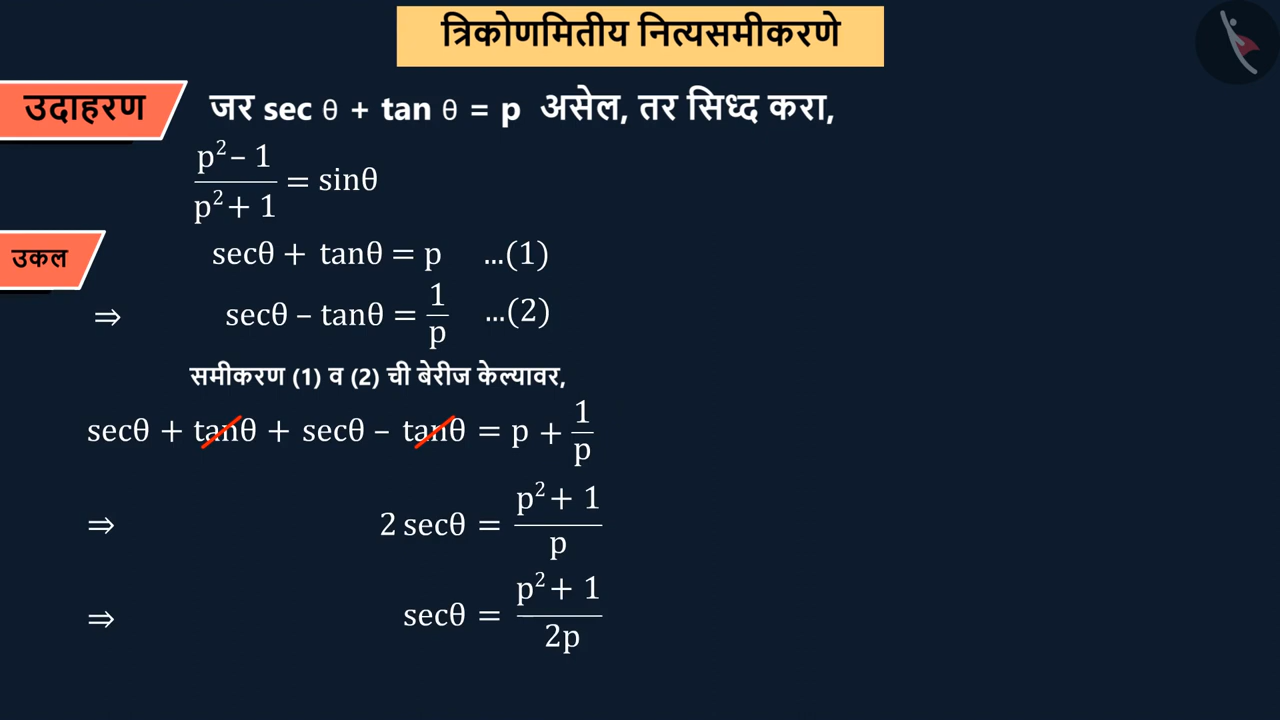 त्रिकोणमितीय नित्यसमीकरणे
उदाहरण जर sec θ + tan θ = p असेल, तर सिध्द करा,
p² – 1 / p² + 1 = sinθ
उकल
secθ + tanθ = p ...(1)
⇒ secθ – tanθ = 1/p ...(2)
समीकरण (1) व (2) ची बेरीज केल्यावर,
secθ + tanθ + secθ – tanθ = p + 1/p
⇒ 2 secθ = p² + 1 / p
⇒ secθ = p² + 1 / 2p